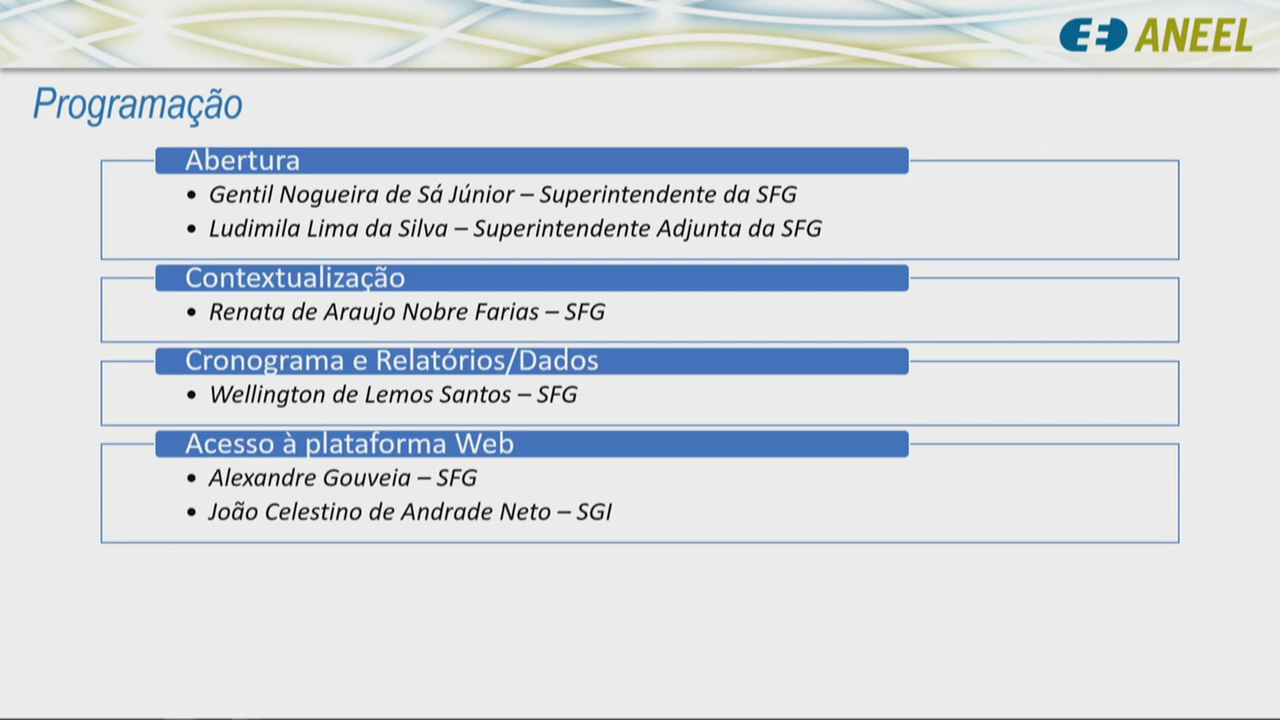 ANEEL
Programação
Abertura
• Gentil Nogueira de Sá Júnior – Superintendente da SFG
• Ludimila Lima da Silva – Superintendente Adjunta da SFG
Contextualização
• Renata de Araujo Nobre Farias – SFG
Cronograma e Relatórios/Dados
• Wellington de Lemos Santos – SFG
Acesso à plataforma Web
• Alexandre Gouveia – SFG
• João Celestino de Andrade Neto – SGI